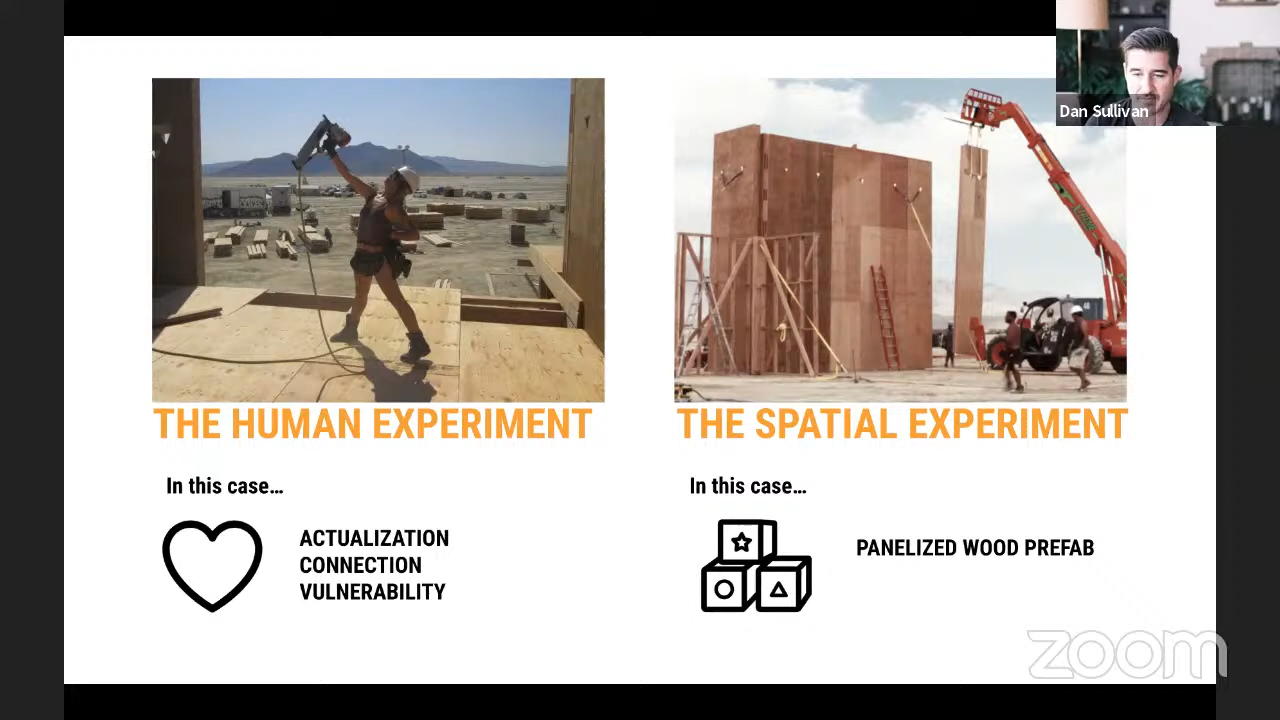 Dan Sullivan
THE HUMAN EXPERIMENT
In this case...
ACTUALIZATION
CONNECTION
VULNERABILITY
THE SPATIAL EXPERIMENT
In this case...
PANELIZED WOOD PREFAB
zoom